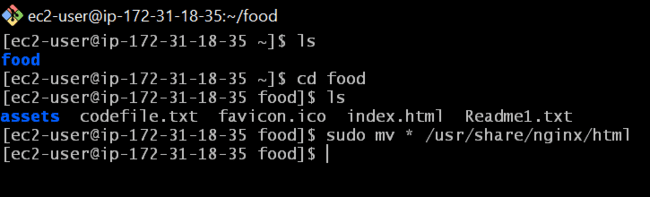 ec2-user@ip-172-31-18-35:~/food
[ec2-user@ip-172-31-18-35 ~]$ ls
food
[ec2-user@ip-172-31-18-35 ~]$ cd food
[ec2-user@ip-172-31-18-35 food]$ ls
assets  codefile.txt  favicon.ico  index.html  Readme1.txt
[ec2-user@ip-172-31-18-35 food]$ sudo mv * /usr/share/nginx/html
[ec2-user@ip-172-31-18-35 food]$